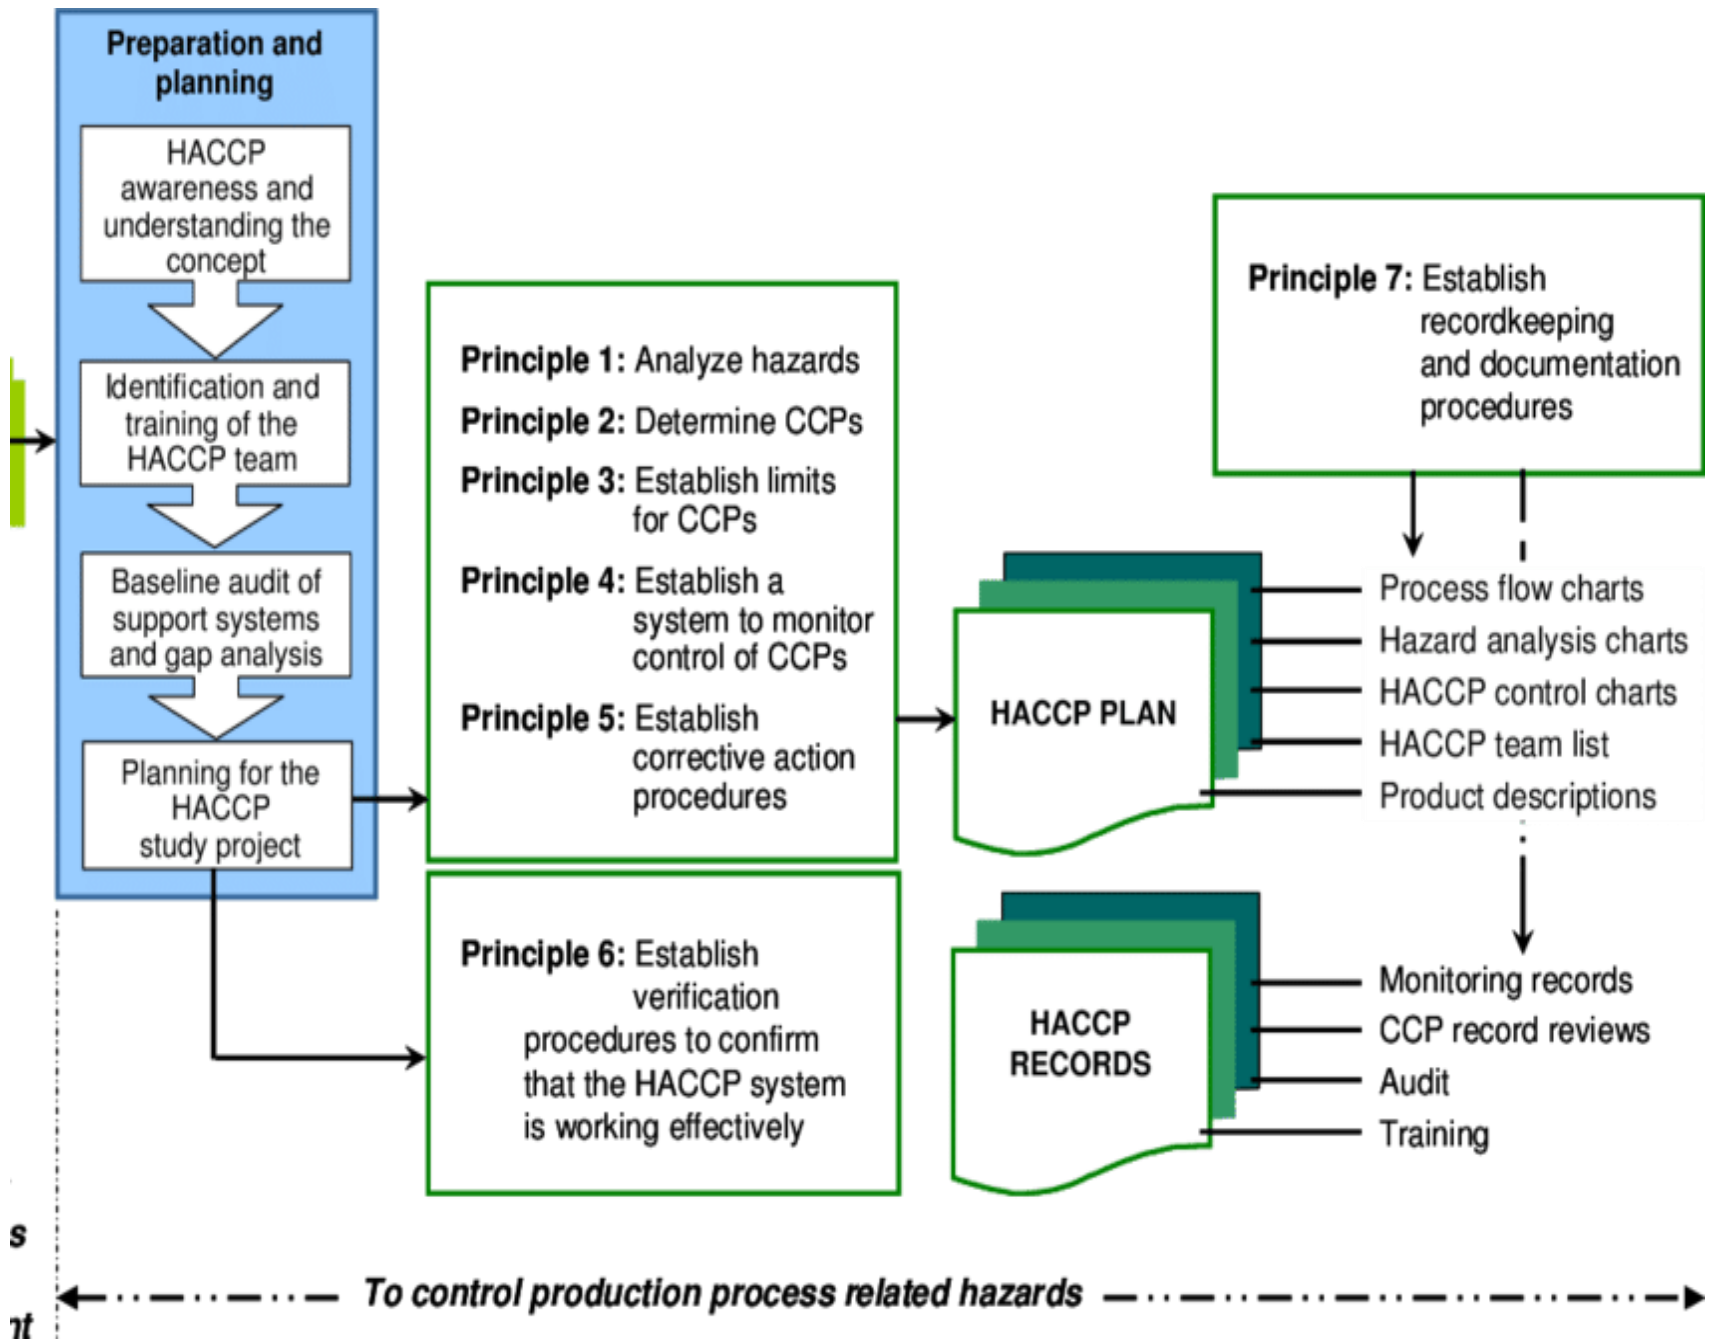 Preparation and
planning
HACCP
awareness and
understanding the
concept
Identification and
training of the
HACCP team
Baseline audit of
support systems
and gap analysis
Planning for the
HACCP
study project
Principle 1: Analyze hazards
Principle 2: Determine CCPs
Principle 3: Establish limits
for CCPs
Principle 4: Establish a
system to monitor
control of CCPs
Principle 5: Establish
corrective action
procedures
Principle 6: Establish
verification
procedures to confirm
that the HACCP system
is working effectively
HACCP PLAN
HACCP
RECORDS
Principle 7: Establish
recordkeeping
and documentation
procedures
Process flow charts
Hazard analysis charts
HACCP control charts
HACCP team list
Product descriptions
Monitoring records
CCP record reviews
Audit
Training
s
nt
To control production process related hazards